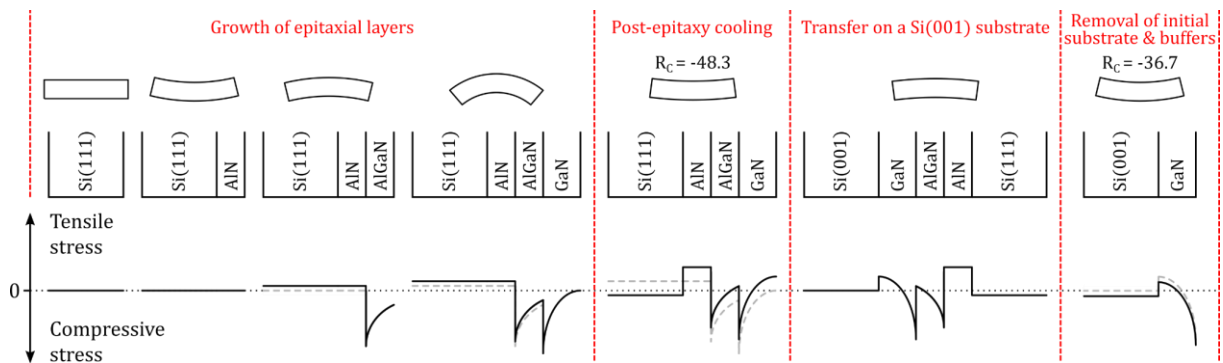 Growth of epitaxial layers
Post-epitaxy cooling
Transfer on a Si(001) substrate
Removal of initial
substrate & buffers
R_C = -48.3
R_C = -36.7
Si(111)
Si(111)
AlN
Si(111)
AlN
AlGaN
Si(111)
AlN
AlGaN
GaN
Si(111)
AlN
AlGaN
GaN
Si(001)
GaN
AlGaN
AlN
Si(111)
Si(001)
GaN
Tensile
stress
0
Compressive
stress